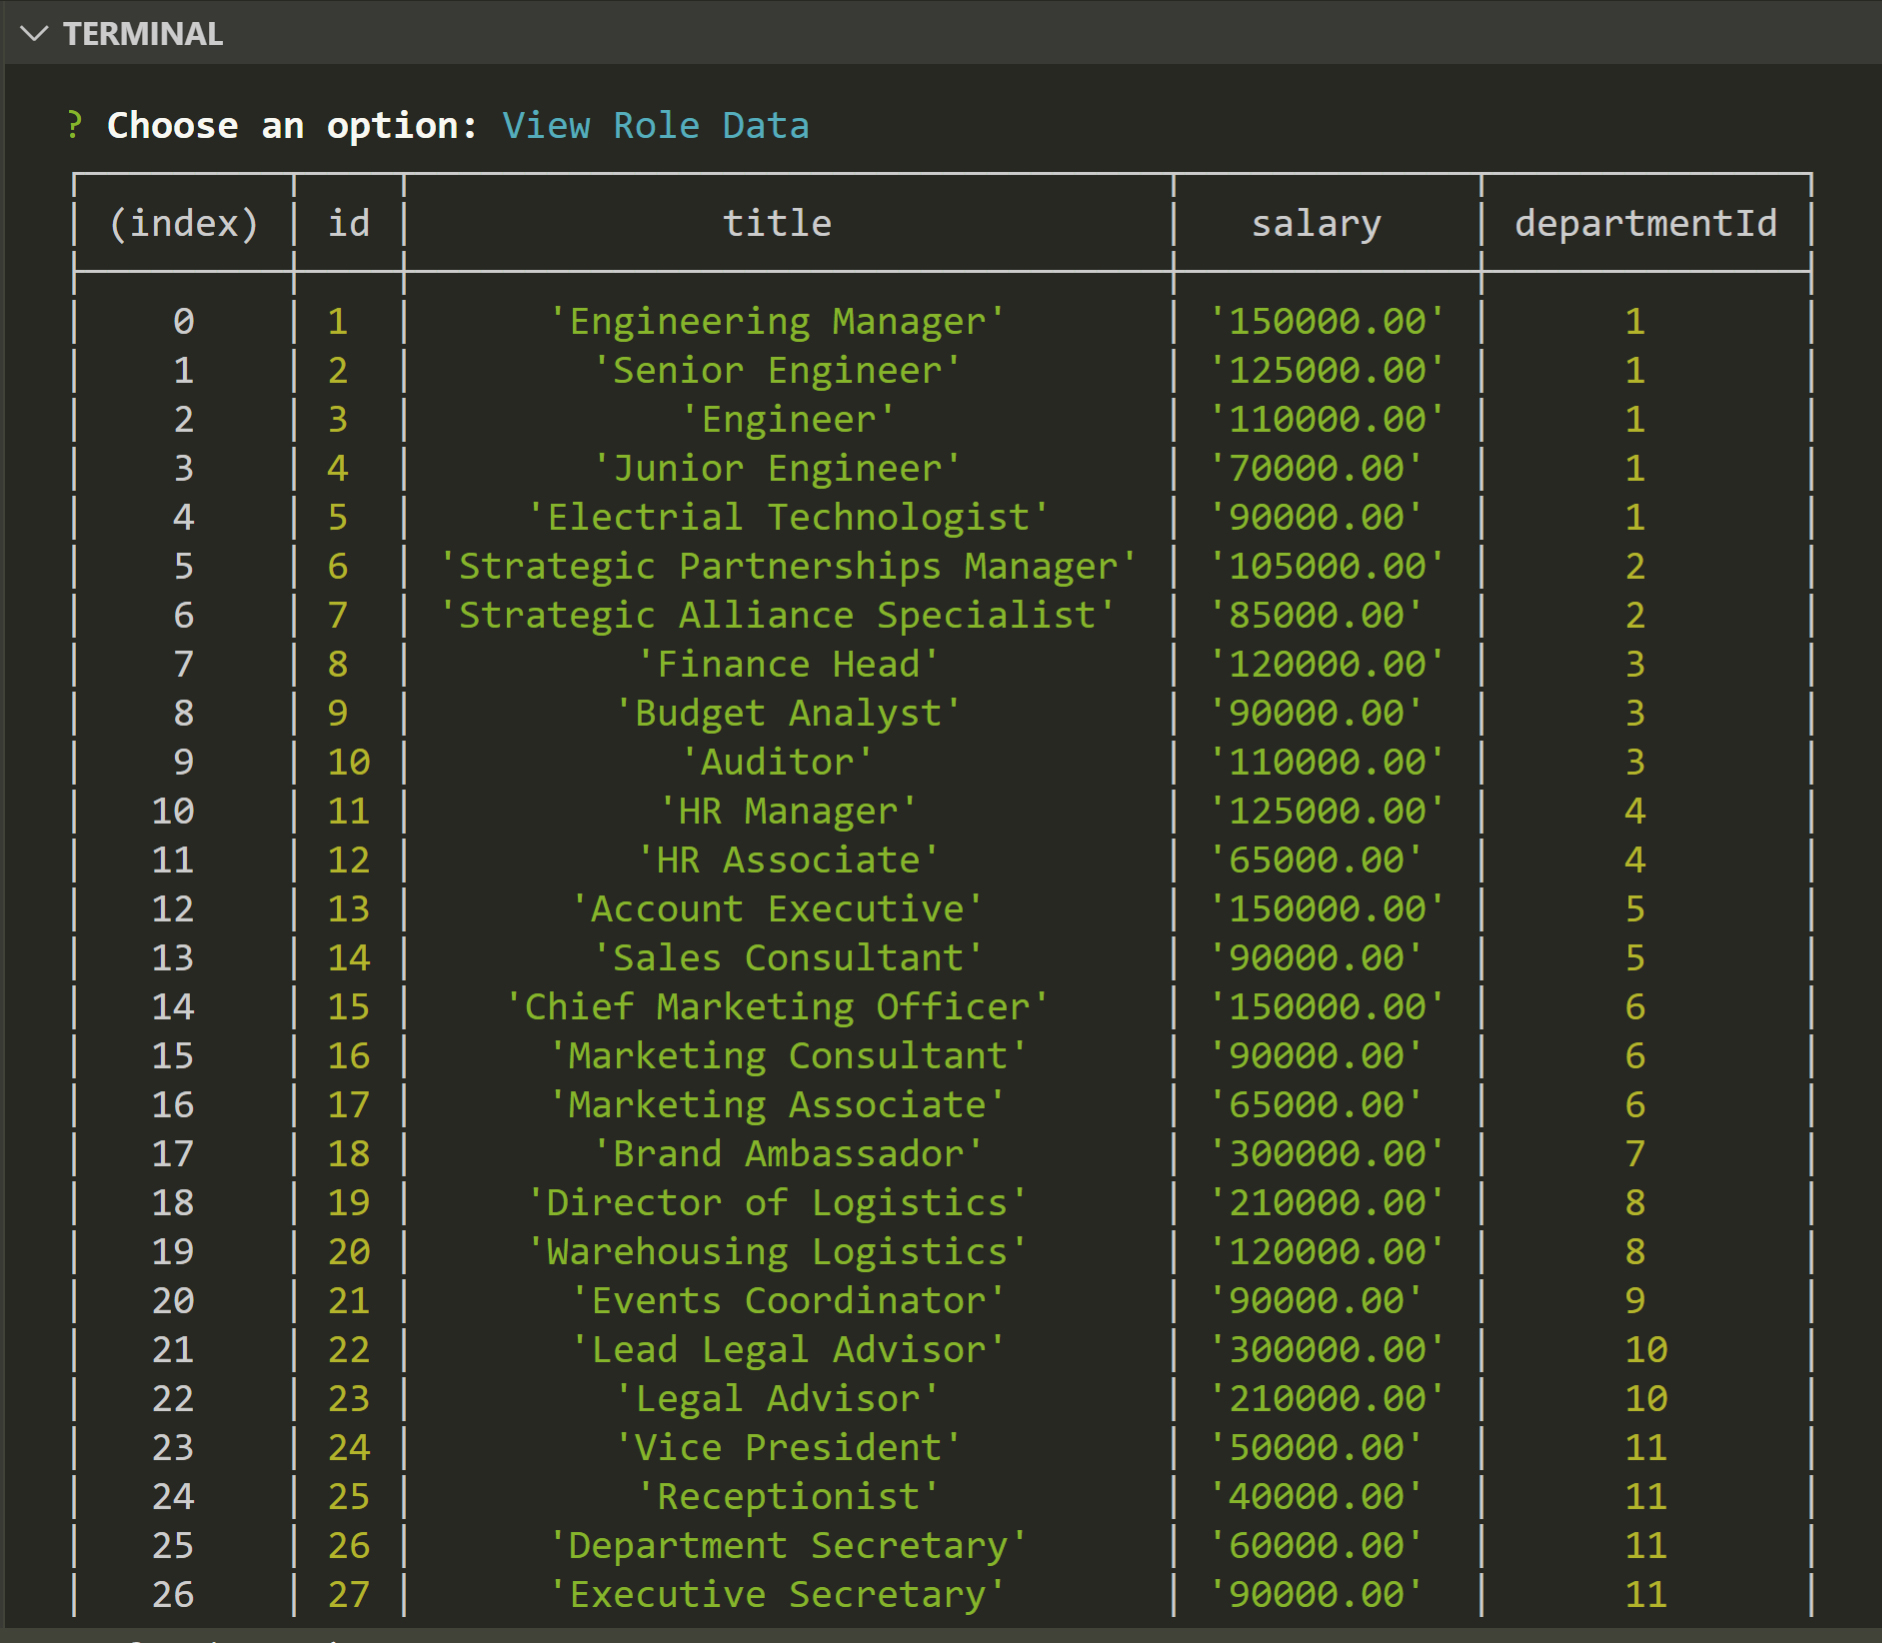 TERMINAL
? Choose an option: View Role Data
(index) id title salary departmentId
0 1 'Engineering Manager' '150000.00' 1
1 2 'Senior Engineer' '125000.00' 1
2 3 'Engineer' '110000.00' 1
3 4 'Junior Engineer' '70000.00' 1
4 5 'Electrial Technologist' '90000.00' 1
5 6 'Strategic Partnerships Manager' '105000.00' 2
6 7 'Strategic Alliance Specialist' '85000.00' 2
7 8 'Finance Head' '120000.00' 3
8 9 'Budget Analyst' '90000.00' 3
9 10 'Auditor' '110000.00' 3
10 11 'HR Manager' '125000.00' 4
11 12 'HR Associate' '65000.00' 4
12 13 'Account Executive' '150000.00' 5
13 14 'Sales Consultant' '90000.00' 5
14 15 'Chief Marketing Officer' '150000.00' 6
15 16 'Marketing Consultant' '90000.00' 6
16 17 'Marketing Associate' '65000.00' 6
17 18 'Brand Ambassador' '300000.00' 7
18 19 'Director of Logistics' '210000.00' 8
19 20 'Warehousing Logistics' '120000.00' 8
20 21 'Events Coordinator' '90000.00' 9
21 22 'Lead Legal Advisor' '300000.00' 10
22 23 'Legal Advisor' '210000.00' 10
23 24 'Vice President' '50000.00' 11
24 25 'Receptionist' '40000.00' 11
25 26 'Department Secretary' '60000.00' 11
26 27 'Executive Secretary' '90000.00' 11